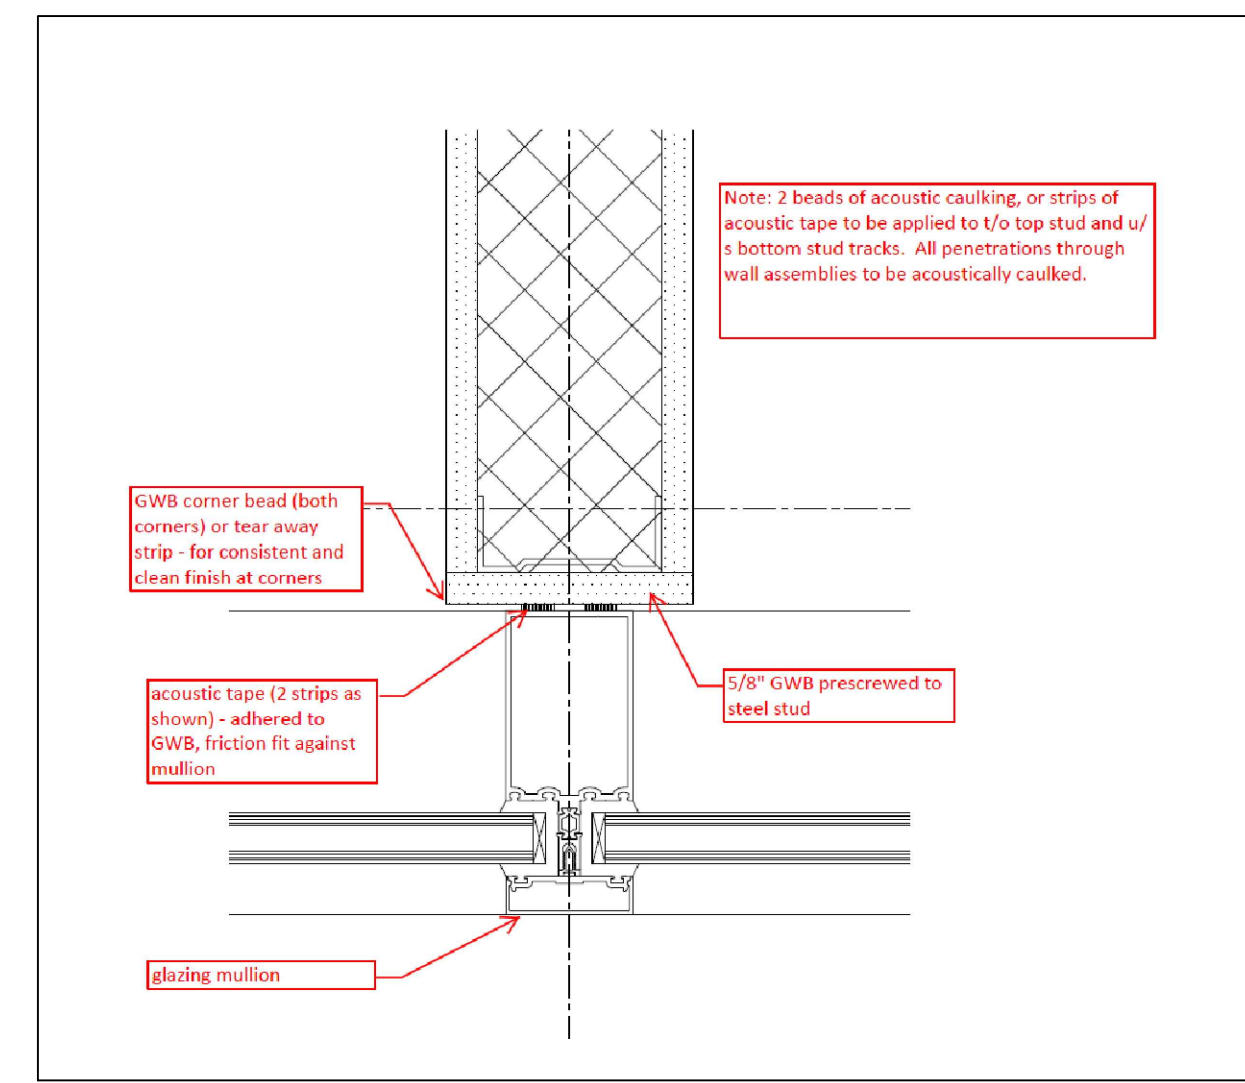 Note: 2 beads of acoustic caulking, or strips of
acoustic tape to be applied to t/o top stud and u/
s bottom stud tracks.  All penetrations through
wall assemblies to be acoustically caulked.
GWB corner bead (both
corners) or tear away
strip - for consistent and
clean finish at corners
acoustic tape (2 strips as
shown) - adhered to
GWB, friction fit against
mullion
5/8" GWB prescrewed to
steel stud
glazing mullion